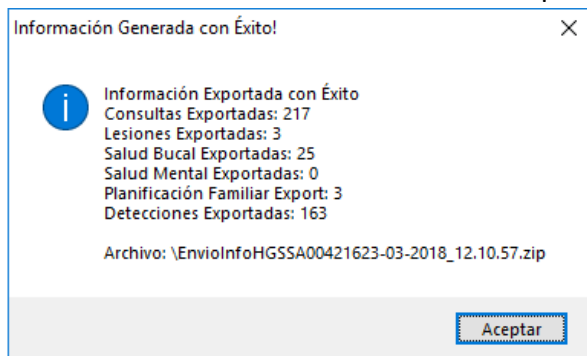 Información Generada con Éxito!
Información Exportada con Éxito
Consultas Exportadas: 217
Lesiones Exportadas: 3
Salud Bucal Exportadas: 25
Salud Mental Exportadas: 0
Planificación Familiar Export: 3
Detecciones Exportadas: 163
Archivo: \EnvioInfoHGSSA00421623-03-2018_12.10.57.zip
Aceptar